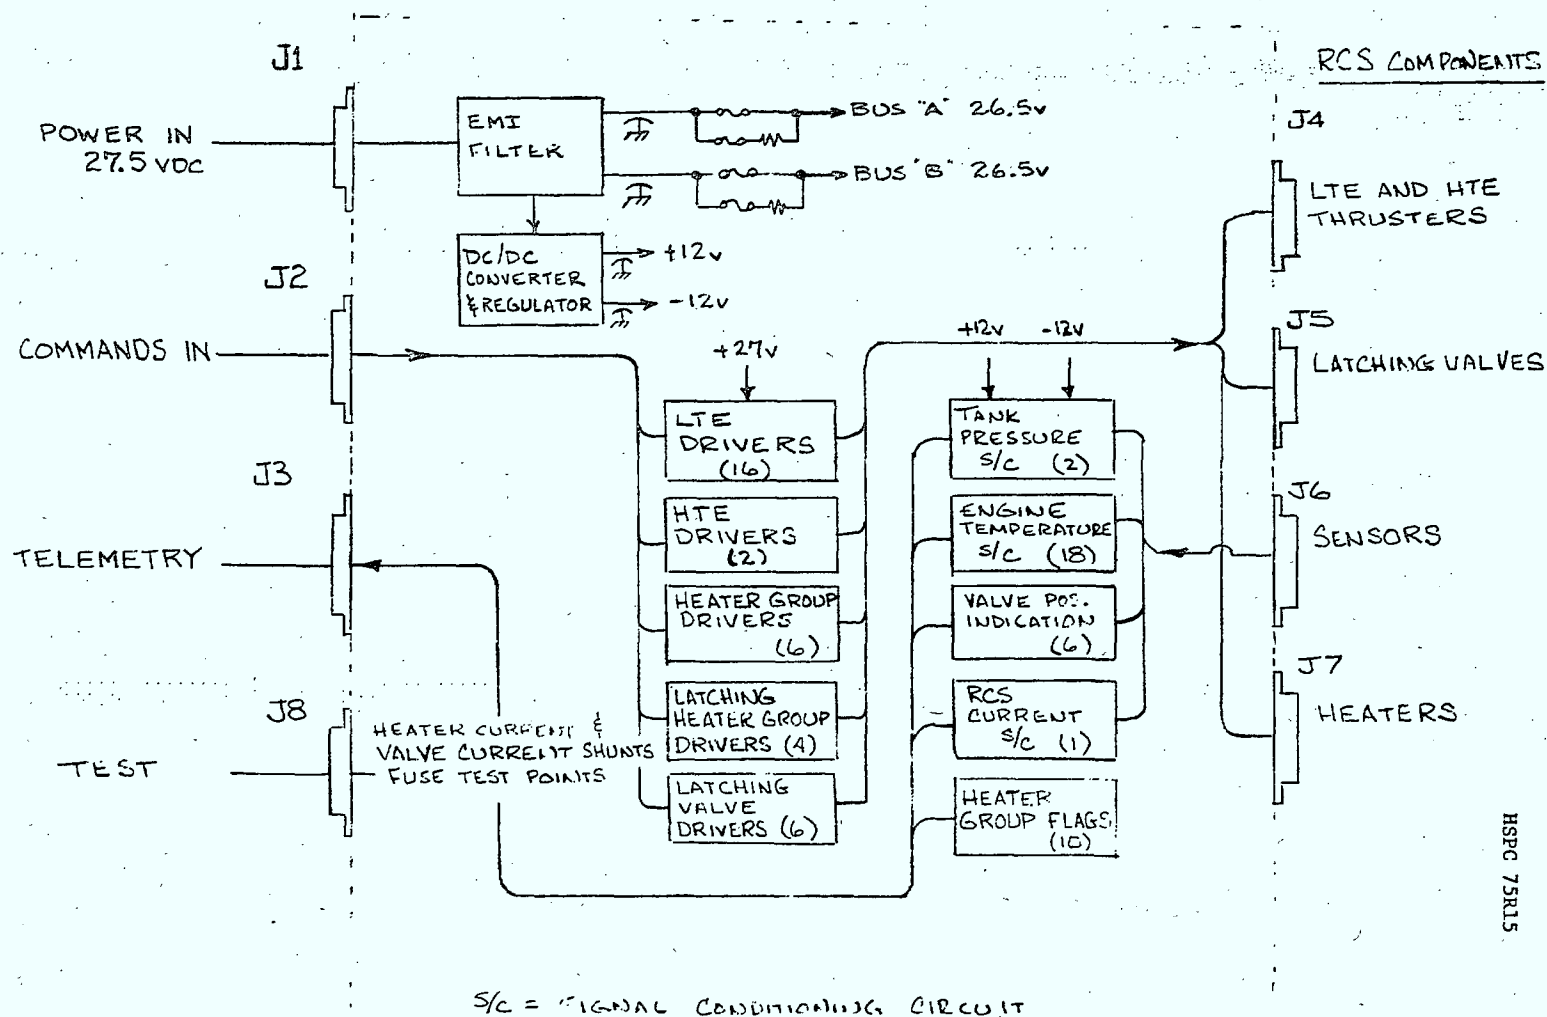 J1
POWER IN
27.5 VDC
EMI
FILTER
BUS "A" 26.5v
BUS "B" 26.5v
DC/DC
CONVERTER
& REGULATOR
+12v
-12v
RCS COMPONENTS
J4
LTE AND HTE
THRUSTERS
J2
COMMANDS IN
+27v
LTE
DRIVERS
(16)
HTE
DRIVERS
(2)
HEATER GROUP
DRIVERS
(6)
LATCHING
HEATER GROUP
DRIVERS (4)
LATCHING
VALVE
DRIVERS (6)
+12v
-12v
TANK
PRESSURE
S/C (2)
ENGINE
TEMPERATURE
S/C (18)
VALVE POS.
INDICATION
(6)
RCS
CURRENT
S/C (1)
HEATER
GROUP FLAGS
(10)
J5
LATCHING VALVES
J6
SENSORS
J7
HEATERS
J3
TELEMETRY
J8
TEST
HEATER CURRENT &
VALVE CURRENT SHUNTS
FUSE TEST POINTS
HSPC 75R15
S/C = SIGNAL CONDITIONING CIRCUIT